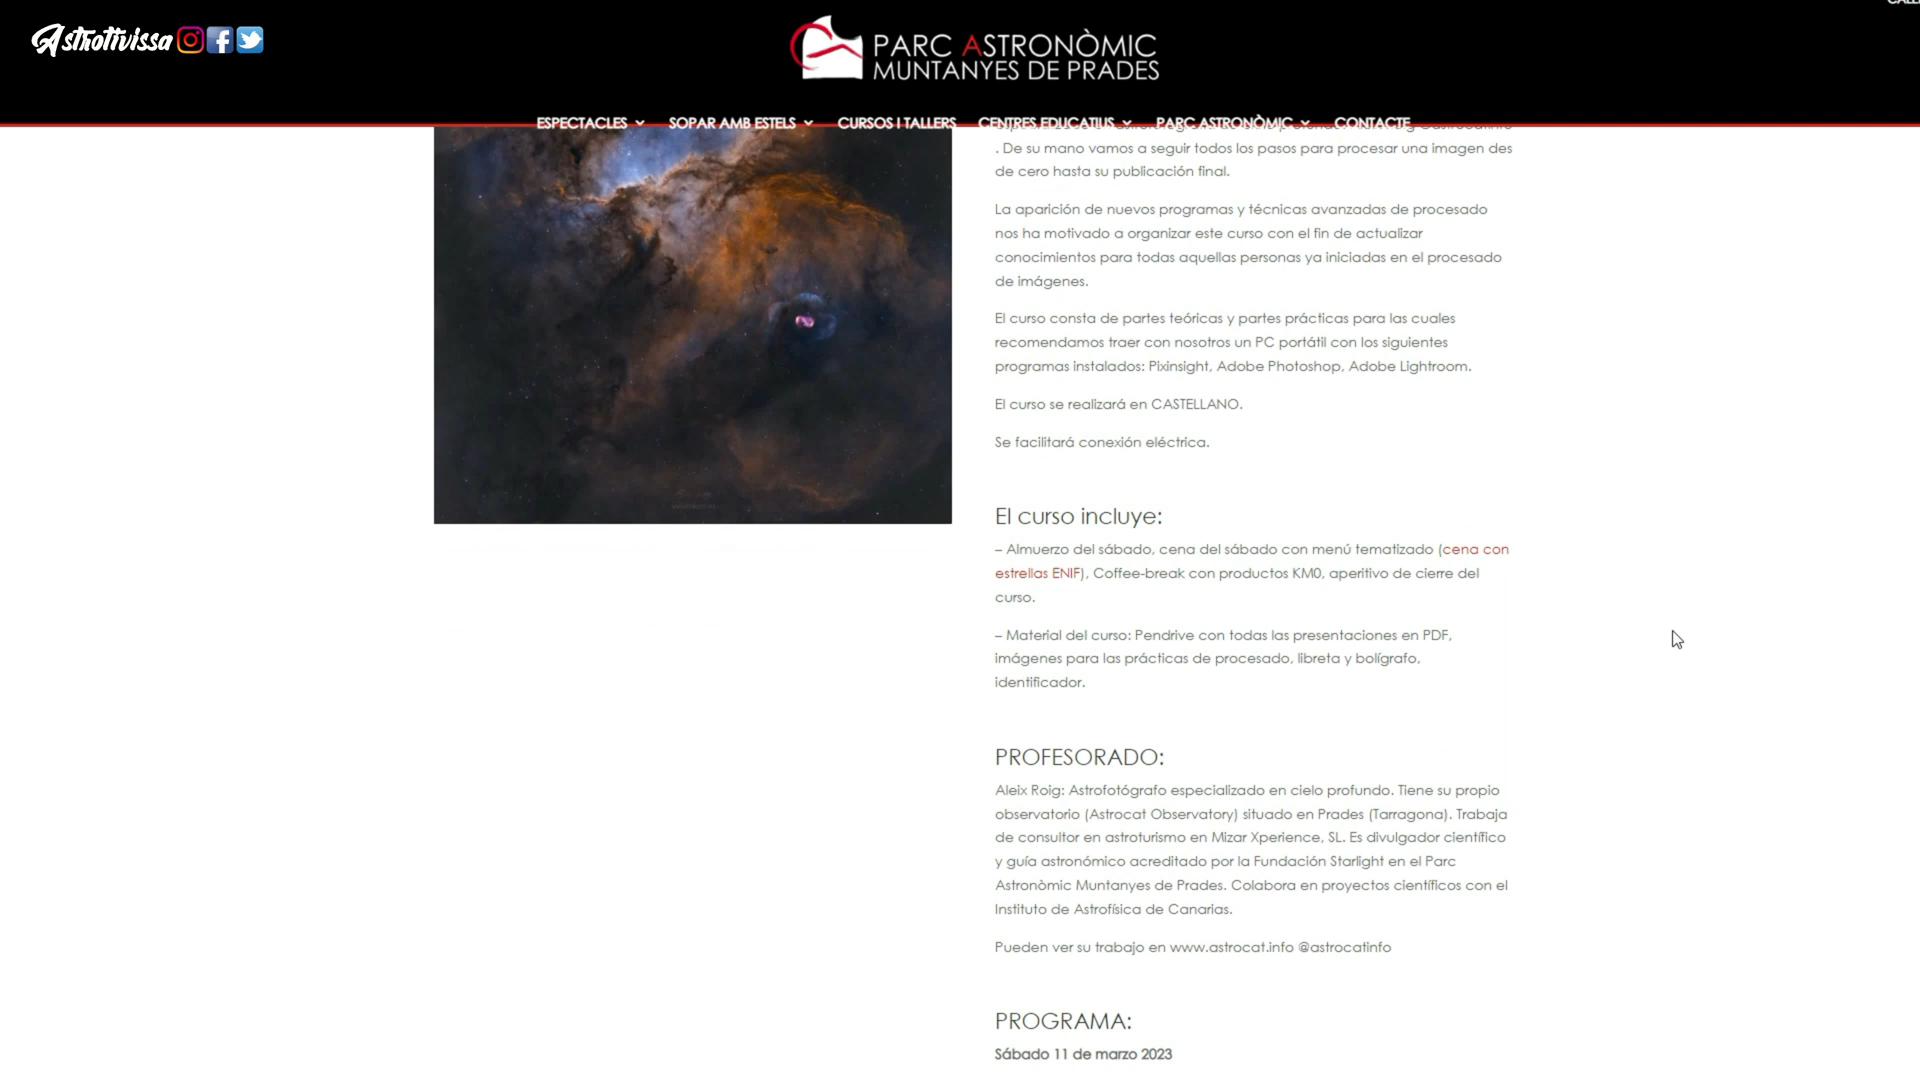 Astrotivissa
PARC ASTRONÒMIC
MUNTANYES DE PRADES
ESPECTACLES SOPAR AMB ESTELS CURSOS I TALLERS CENTRES EDUCATIUS PARC ASTRONÒMIC CONTACTE
. De su mano vamos a seguir todos los pasos para procesar una imagen des
de cero hasta su publicación final.
La aparición de nuevos programas y técnicas avanzadas de procesado
nos ha motivado a organizar este curso con el fin de actualizar
conocimientos para todas aquellas personas ya iniciadas en el procesado
de imágenes.
El curso consta de partes teóricas y partes prácticas para las cuales
recomendamos traer con nosotros un PC portátil con los siguientes
programas instalados: Pixinsight, Adobe Photoshop, Adobe Lightroom.
El curso se realizará en CASTELLANO.
Se facilitará conexión eléctrica.
El curso incluye:
– Almuerzo del sábado, cena del sábado con menú tematizado (cena con
estrellas ENIF), Coffee-break con productos KM0, aperitivo de cierre del
curso.
– Material del curso: Pendrive con todas las presentaciones en PDF,
imágenes para las prácticas de procesado, libreta y bolígrafo,
identificador.
PROFESORADO:
Aleix Roig: Astrofotógrafo especializado en cielo profundo. Tiene su propio
observatorio (Astrocat Observatory) situado en Prades (Tarragona). Trabaja
de consultor en astroturismo en Mizar Xperience, SL. Es divulgador científico
y guía astronómico acreditado por la Fundación Starlight en el Parc
Astronòmic Muntanyes de Prades. Colabora en proyectos científicos con el
Instituto de Astrofísica de Canarias.
Pueden ver su trabajo en www.astrocat.info @astrocatinfo
PROGRAMA:
Sábado 11 de marzo 2023